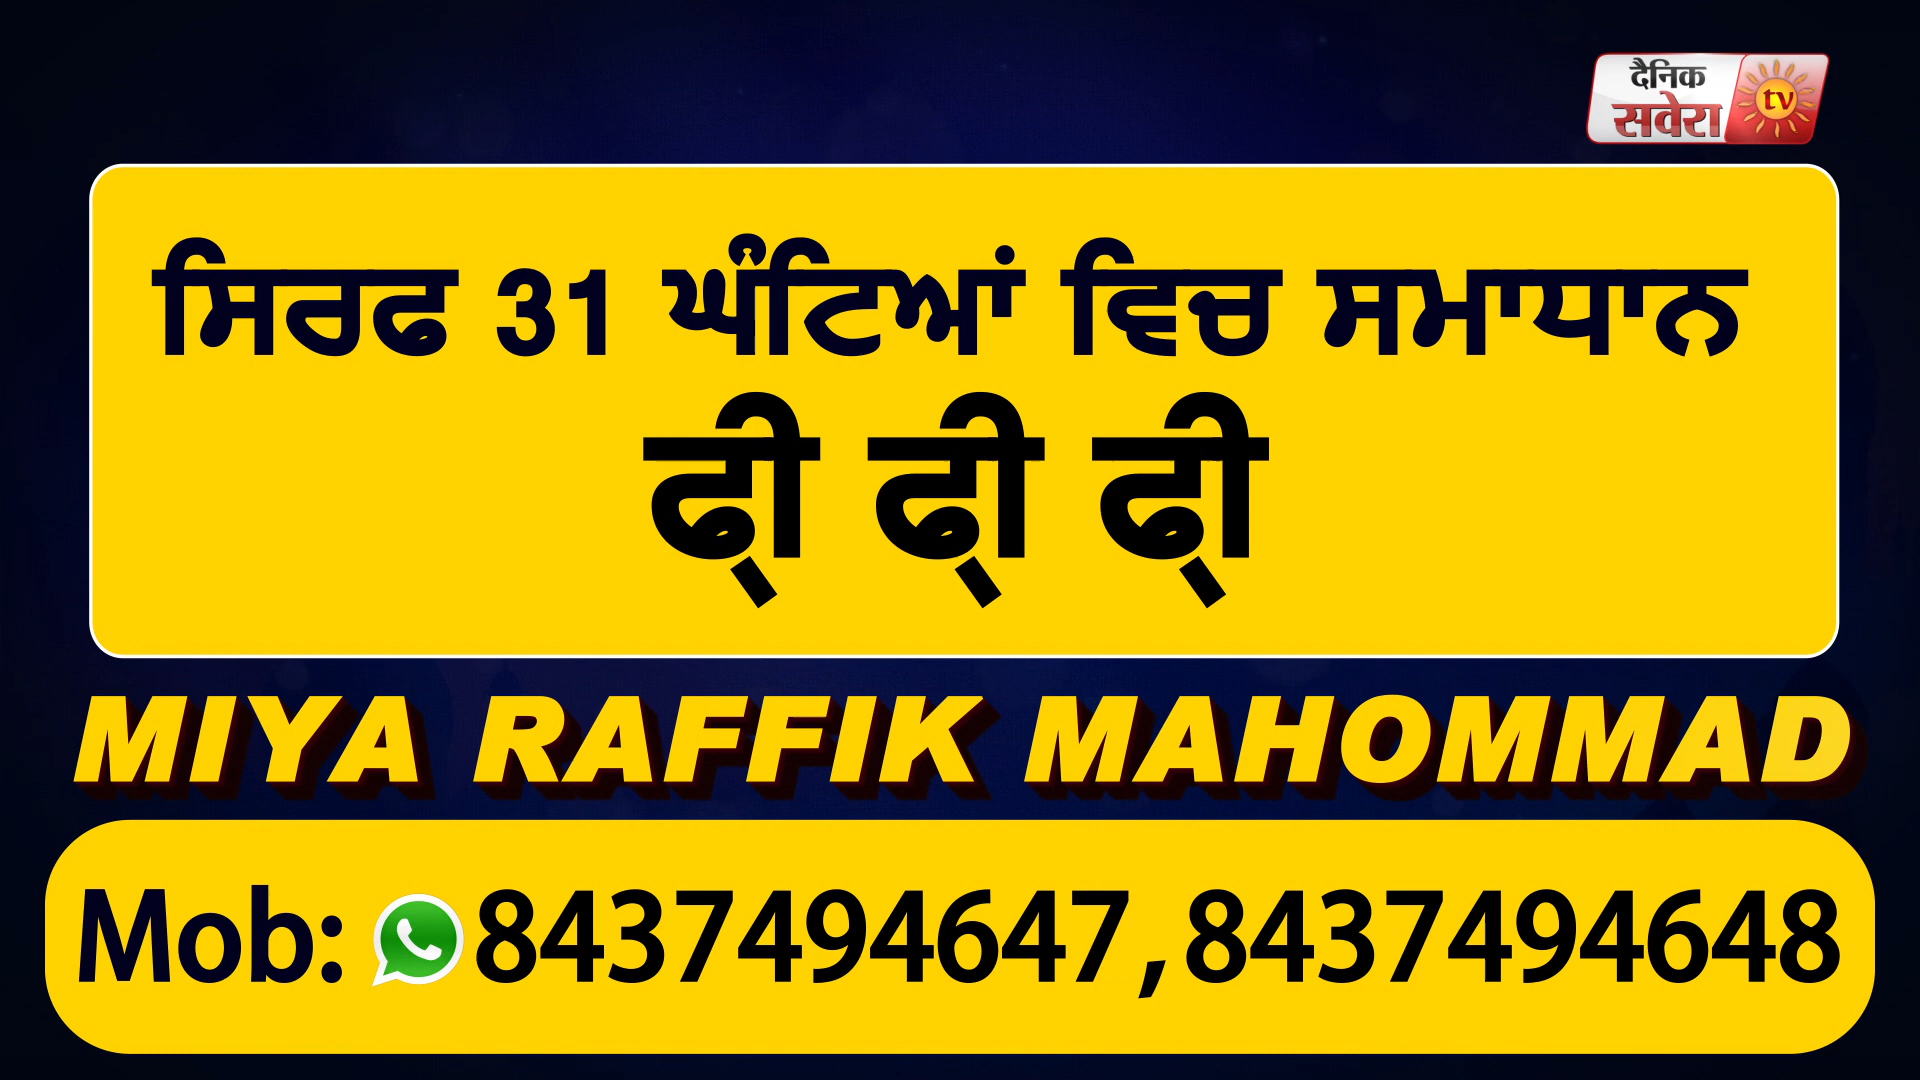 दैनिक
सवेरा tv
ਸਿਰਫ 31 ਘੰਟਿਆਂ ਵਿਚ ਸਮਾਧਾਨ
ਫ੍ਰੀ ਫ੍ਰੀ ਫ੍ਰੀ
MIYA RAFFIK MAHOMMAD
Mob: 8437494647, 8437494648